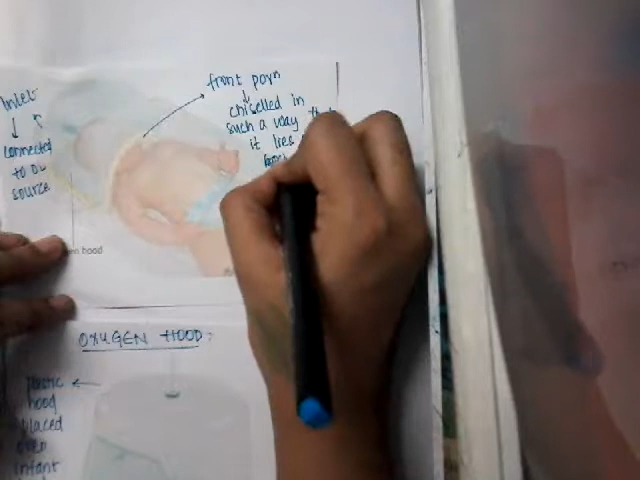 Inlet
connected
to O2
source
front poyn
chiselled in
such a way
it lies
hood
OXYGEN HOOD:
plastic
hood
placed
over
infant